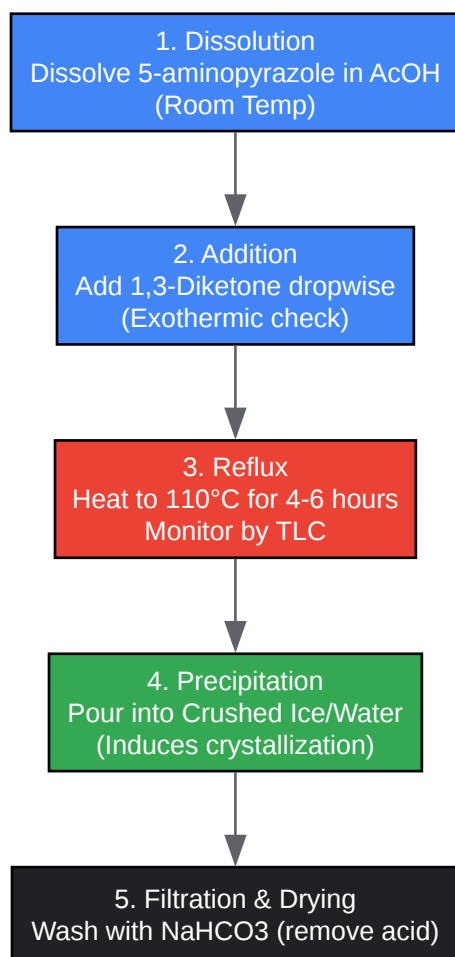 1. Dissolution
Dissolve 5-aminopyrazole in AcOH
(Room Temp)
2. Addition
Add 1,3-Diketone dropwise
(Exothermic check)
3. Reflux
Heat to 110°C for 4-6 hours
Monitor by TLC
4. Precipitation
Pour into Crushed Ice/Water
(Induces crystallization)
5. Filtration & Drying
Wash with NaHCO3 (remove acid)